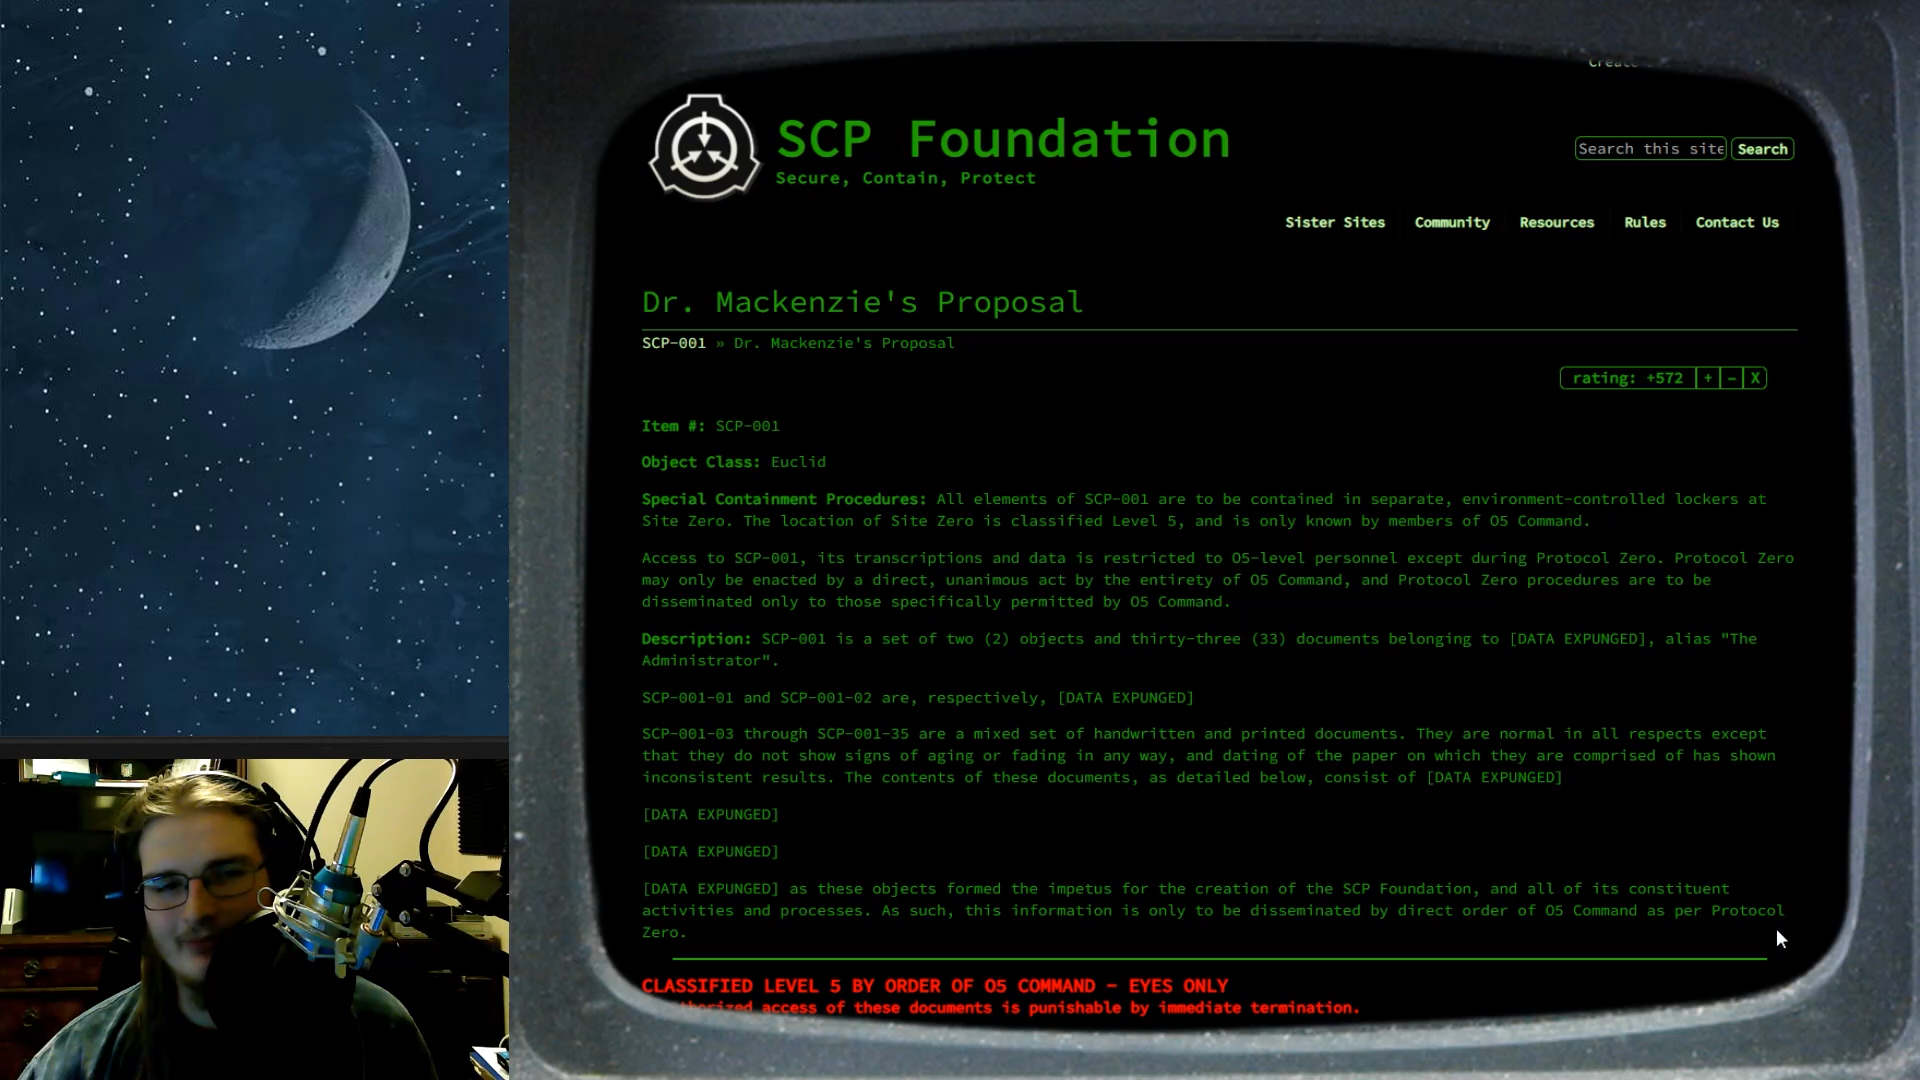 SCP Foundation
Secure, Contain, Protect
Search this site
Search
Sister Sites Community Resources Rules Contact Us
Dr. Mackenzie's Proposal
SCP-001 » Dr. Mackenzie's Proposal
rating: +572 + – X
Item #: SCP-001
Object Class: Euclid
Special Containment Procedures: All elements of SCP-001 are to be contained in separate, environment-controlled lockers at
Site Zero. The location of Site Zero is classified Level 5, and is only known by members of O5 Command.
Access to SCP-001, its transcriptions and data is restricted to O5-level personnel except during Protocol Zero. Protocol Zero
may only be enacted by a direct, unanimous act by the entirety of O5 Command, and Protocol Zero procedures are to be
disseminated only to those specifically permitted by O5 Command.
Description: SCP-001 is a set of two (2) objects and thirty-three (33) documents belonging to [DATA EXPUNGED], alias "The
Administrator".
SCP-001-01 and SCP-001-02 are, respectively, [DATA EXPUNGED]
SCP-001-03 through SCP-001-35 are a mixed set of handwritten and printed documents. They are normal in all respects except
that they do not show signs of aging or fading in any way, and dating of the paper on which they are comprised of has shown
inconsistent results. The contents of these documents, as detailed below, consist of [DATA EXPUNGED]
[DATA EXPUNGED]
[DATA EXPUNGED]
[DATA EXPUNGED] as these objects formed the impetus for the creation of the SCP Foundation, and all of its constituent
activities and processes. As such, this information is only to be disseminated by direct order of O5 Command as per Protocol
Zero.
CLASSIFIED LEVEL 5 BY ORDER OF O5 COMMAND – EYES ONLY
access of these documents is punishable by immediate termination.